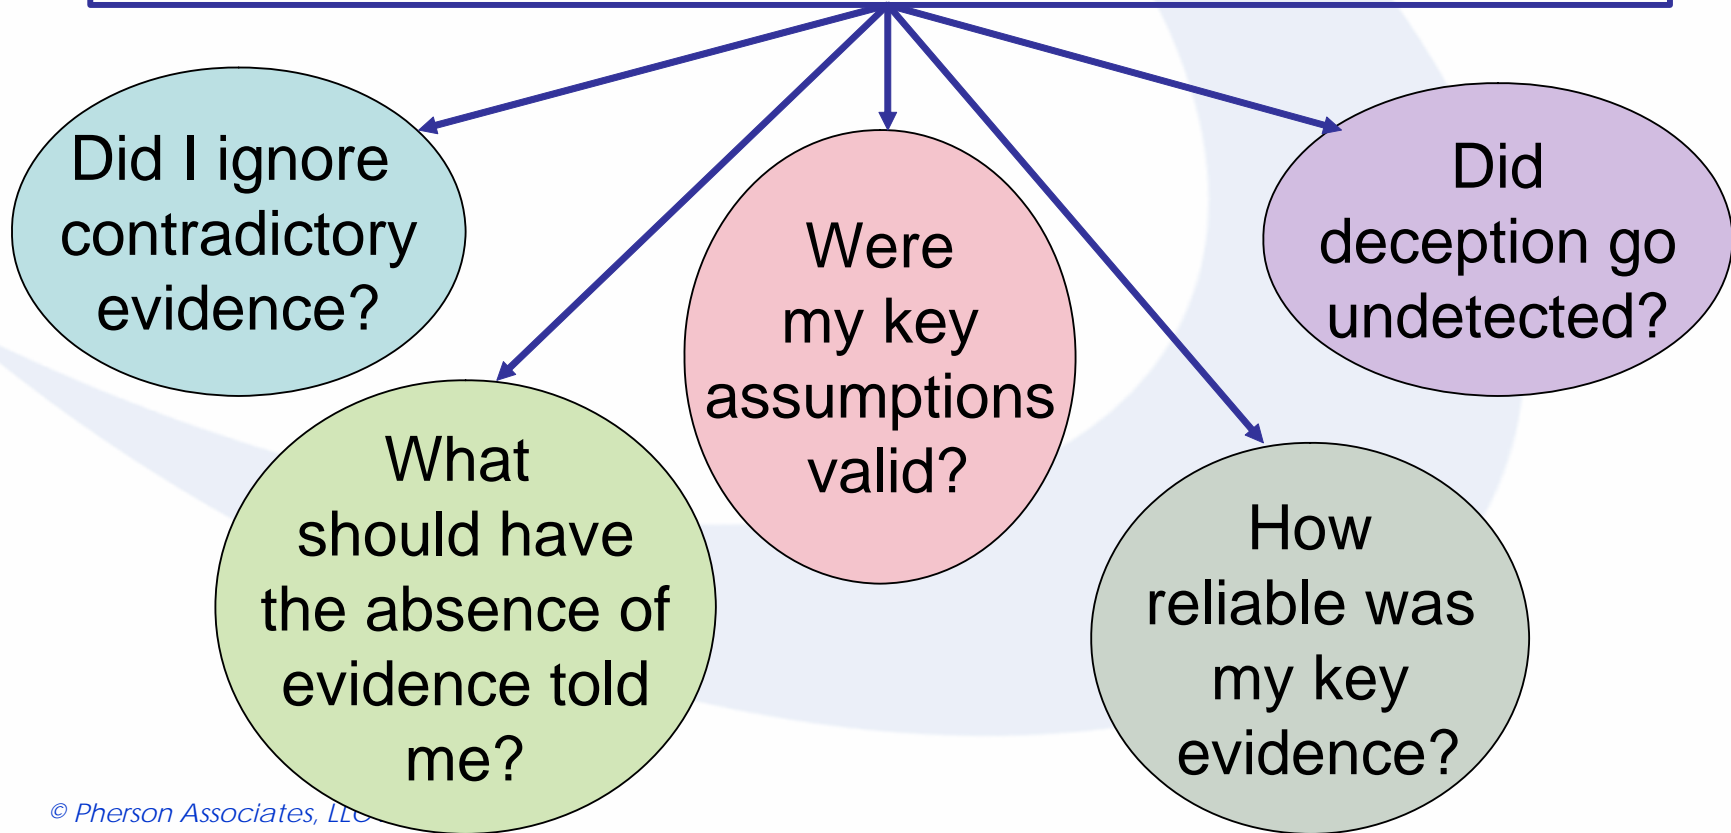 Did I ignore
contradictory
evidence?
What
should have
the absence of
evidence told
me?
Were
my key
assumptions
valid?
How
reliable was
my key
evidence?
Did
deception go
undetected?
© Pherson Associates, LLC